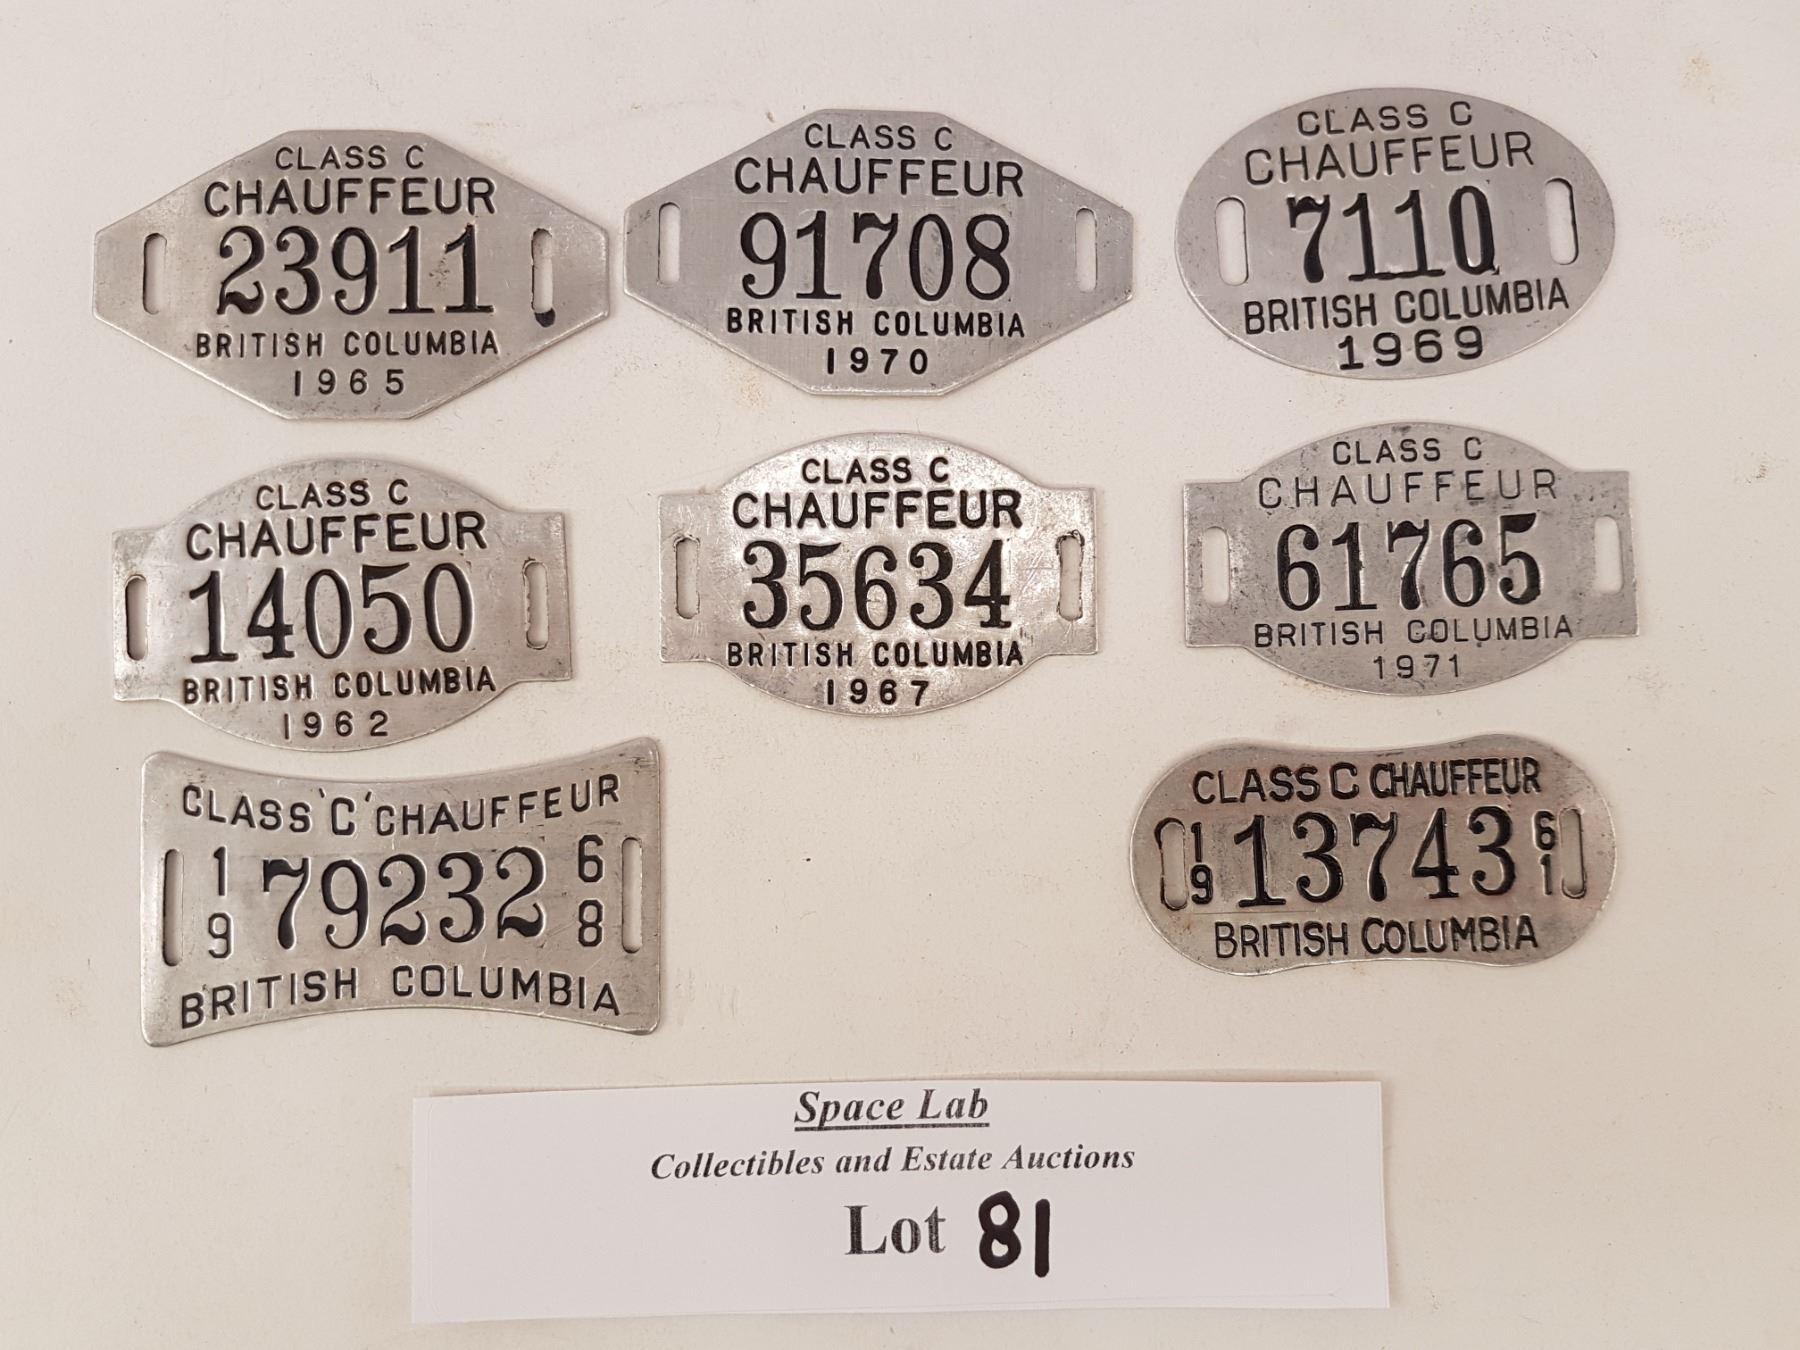 CLASS C
CHAUFFEUR
23911
BRITISH COLUMBIA
1965
CLASS C
CHAUFFEUR
91708
BRITISH COLUMBIA
1970
CLASS C
CHAUFFEUR
7110
BRITISH COLUMBIA
1969
CLASS C
CHAUFFEUR
14050
BRITISH COLUMBIA
1962
CLASS C
CHAUFFEUR
35634
BRITISH COLUMBIA
1967
CLASS C
CHAUFFEUR
61765
BRITISH COLUMBIA
1971
CLASS 'C' CHAUFFEUR
19 79232 68
BRITISH COLUMBIA
CLASS C CHAUFFEUR
19 13743 61
BRITISH COLUMBIA
Space Lab
Collectibles and Estate Auctions
Lot 81